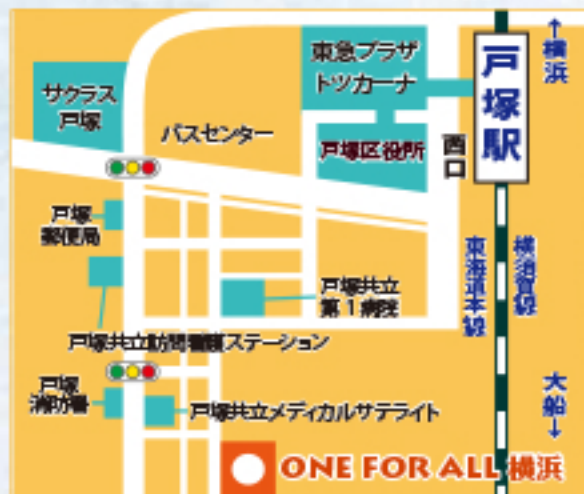 ↑横浜
東急プラザ
トツカーナ
戸塚駅
サクラス
戸塚
バスセンター
戸塚区役所
西口
戸塚
郵便局
東海道本線
横須賀線
戸塚共立
第1病院
戸塚共立訪問看護ステーション
戸塚
消防署
大船↓
戸塚共立メディカルサテライト
ONE FOR ALL 横浜